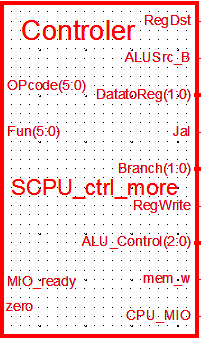 Controler
RegDst
ALUSrc_B
OPcode(5:0)
DatatoReg(1:0)
Fun(5:0)
Jal
Branch(1:0)
SCPU_ctrl_more
RegWrite
ALU_Control(2:0)
MIO_ready
mem_w
zero
CPU_MIO